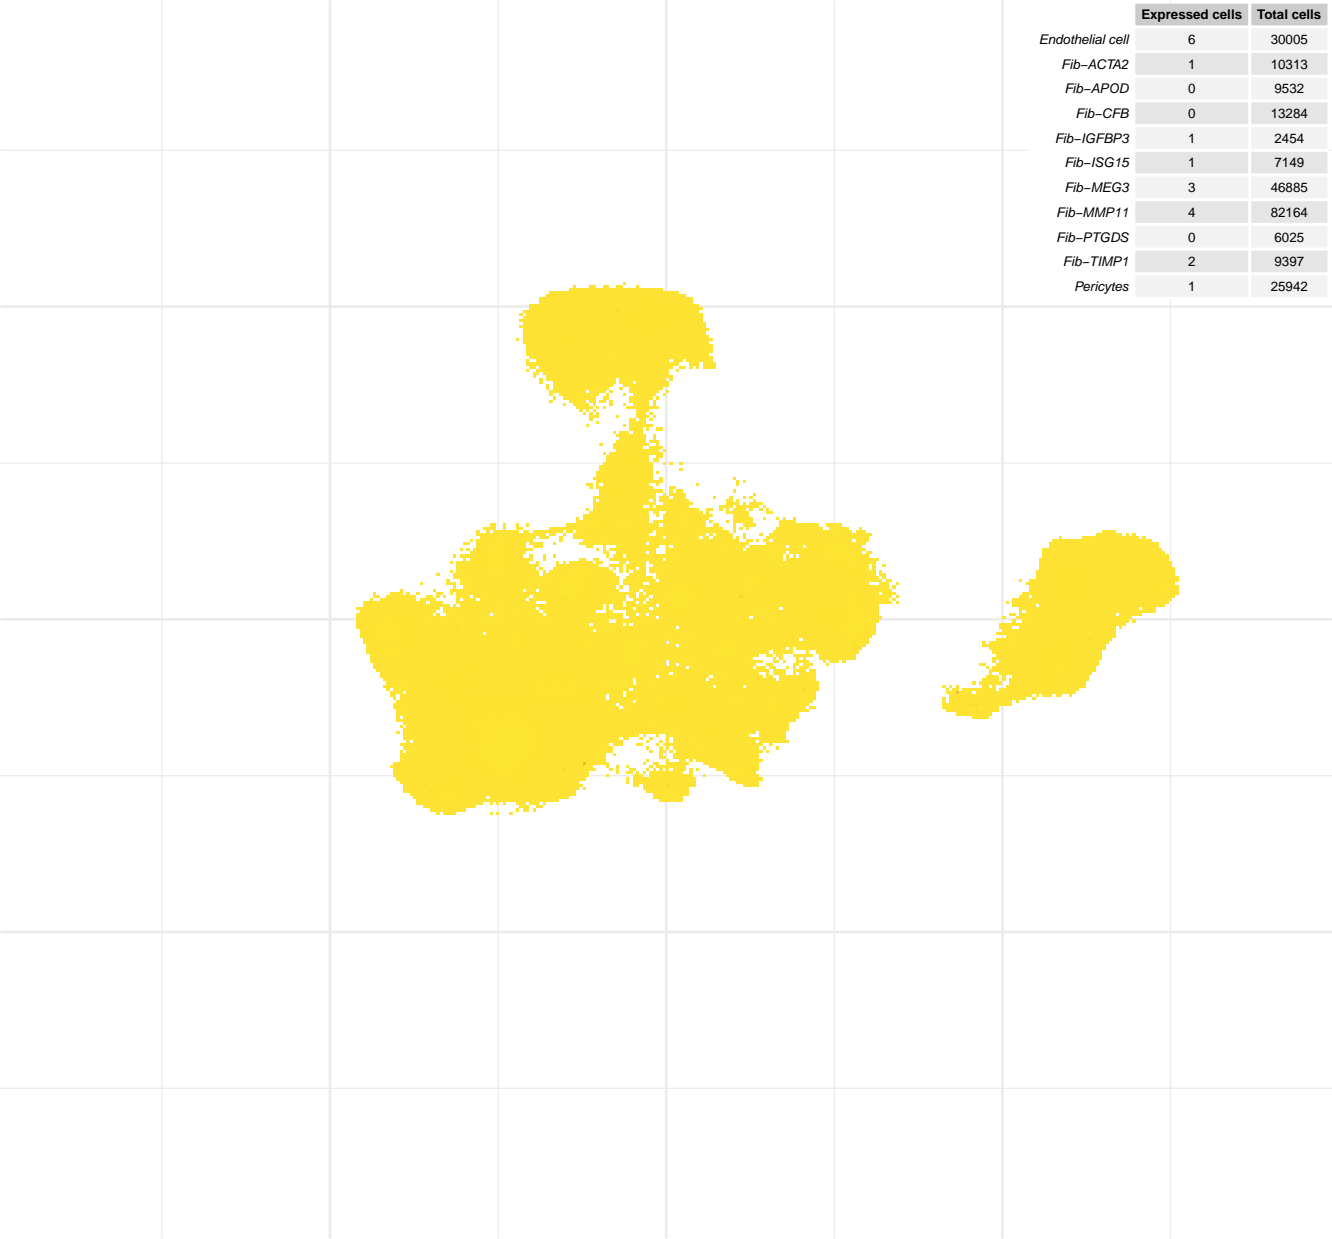 Expressed cells Total cells
Endothelial cell 6 30005
Fib−ACTA2 1 10313
Fib−APOD 0 9532
Fib−CFB 0 13284
Fib−IGFBP3 1 2454
Fib−ISG15 1 7149
Fib−MEG3 3 46885
Fib−MMP11 4 82164
Fib−PTGDS 0 6025
Fib−TIMP1 2 9397
Pericytes 1 25942